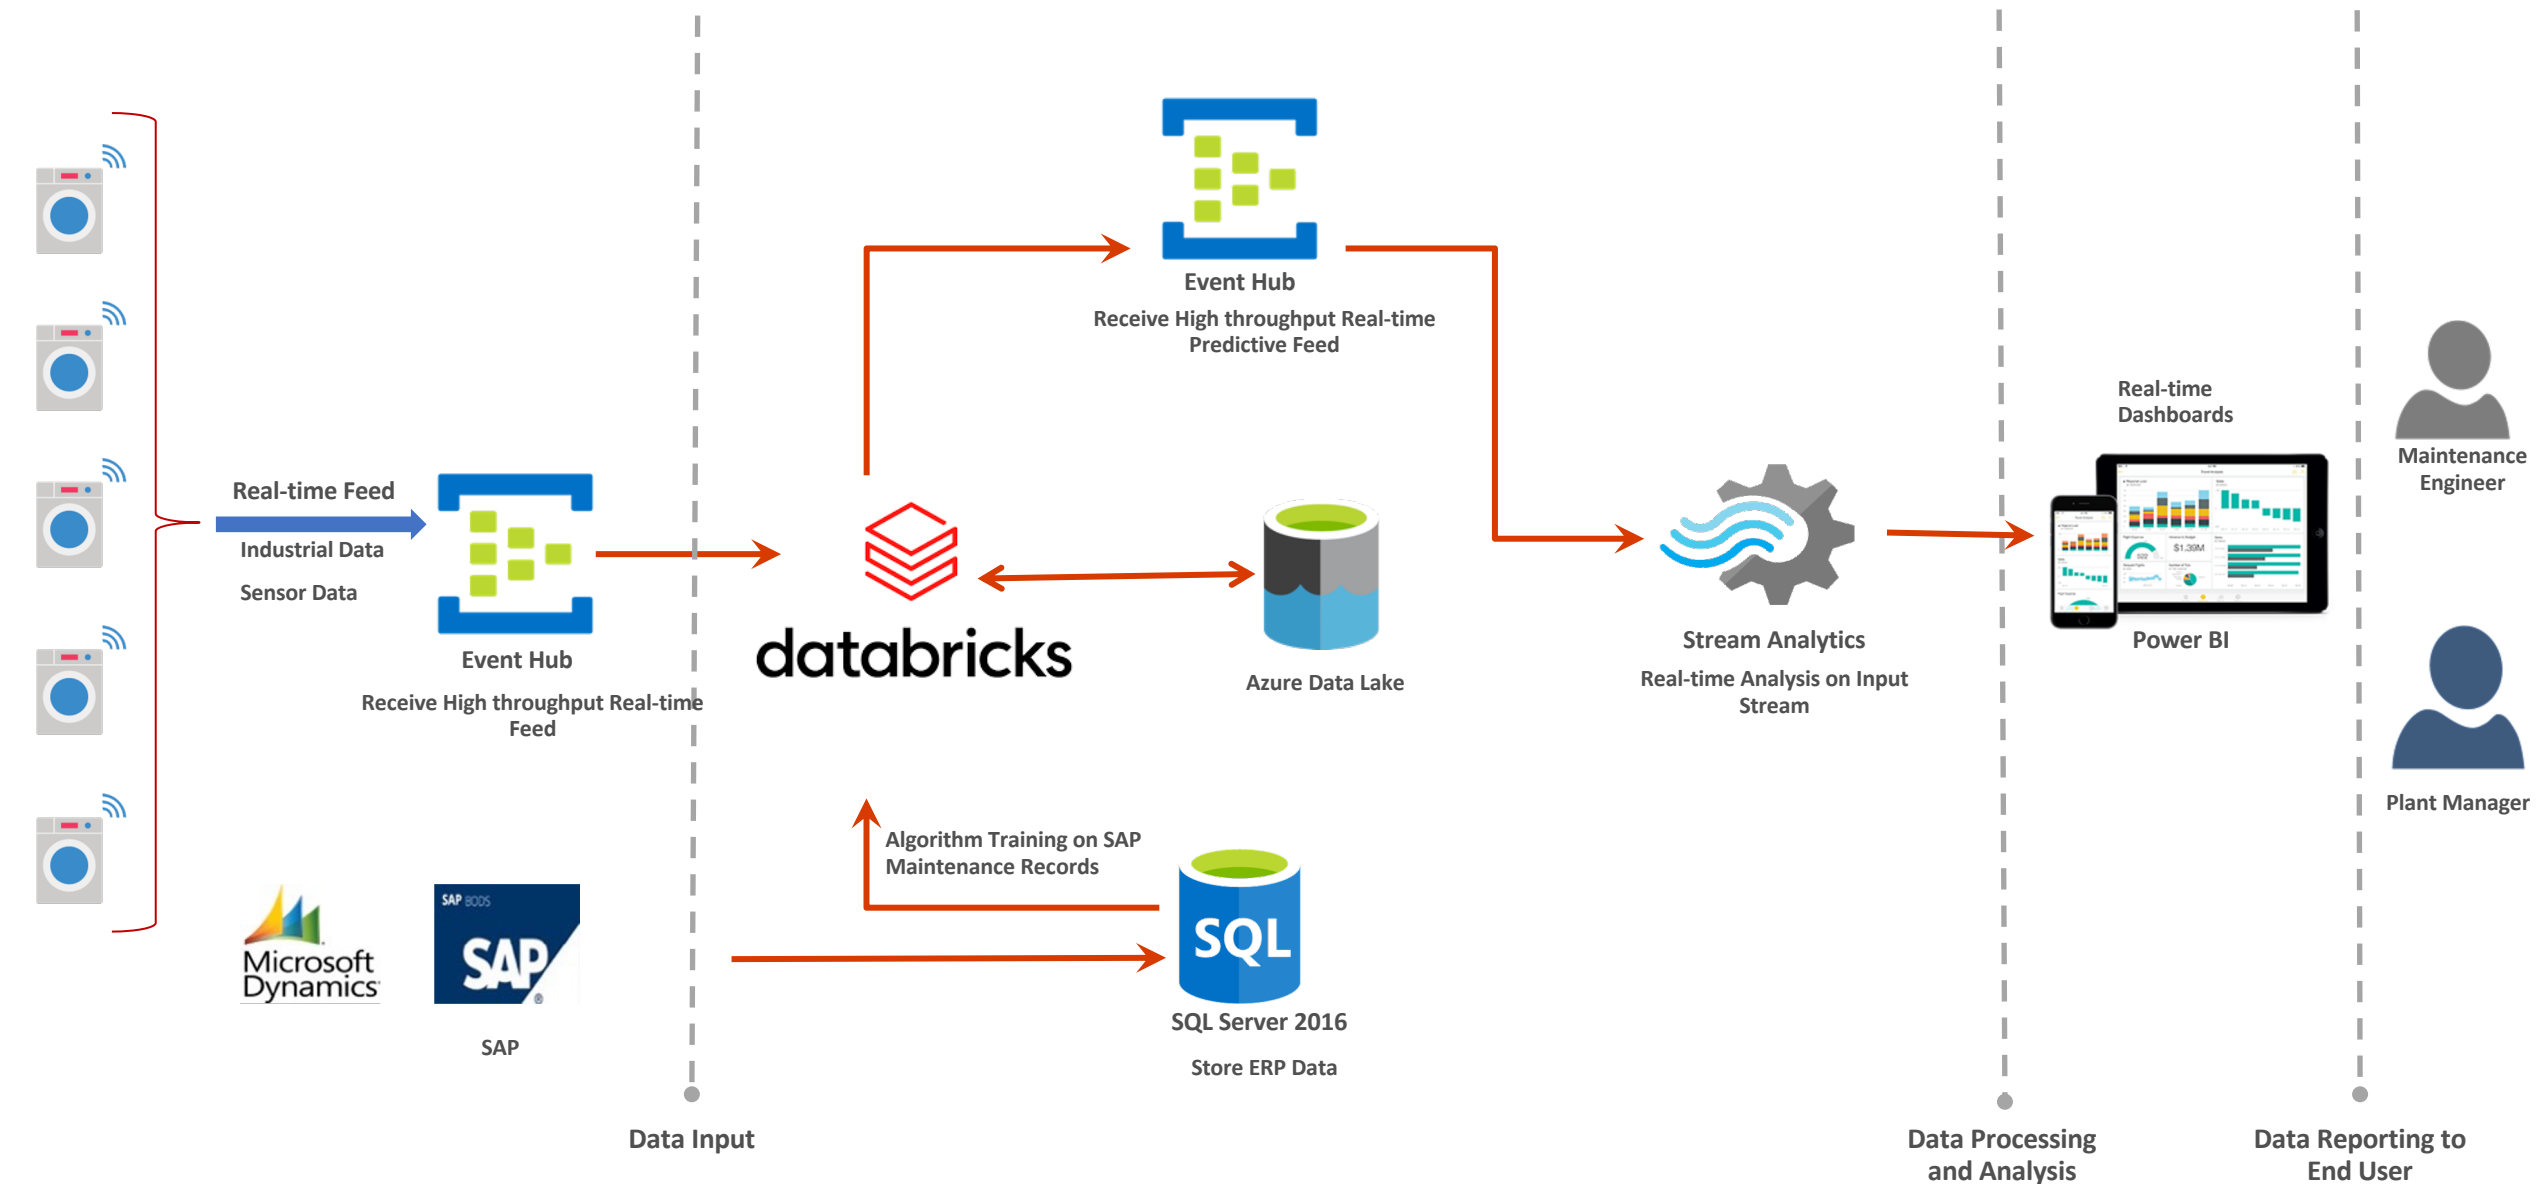 Real-time Feed
Industrial Data
Sensor Data
Event Hub
Receive High throughput Real-time
Feed
Microsoft
Dynamics
SAP BODS
SAP
®
SAP
Data Input
Event Hub
Receive High throughput Real-time
Predictive Feed
databricks
Azure Data Lake
Algorithm Training on SAP
Maintenance Records
SQL
SQL Server 2016
Store ERP Data
Stream Analytics
Real-time Analysis on Input
Stream
Data Processing
and Analysis
Real-time
Dashboards
$1.39M
522
Power BI
Maintenance
Engineer
Plant Manager
Data Reporting to
End User